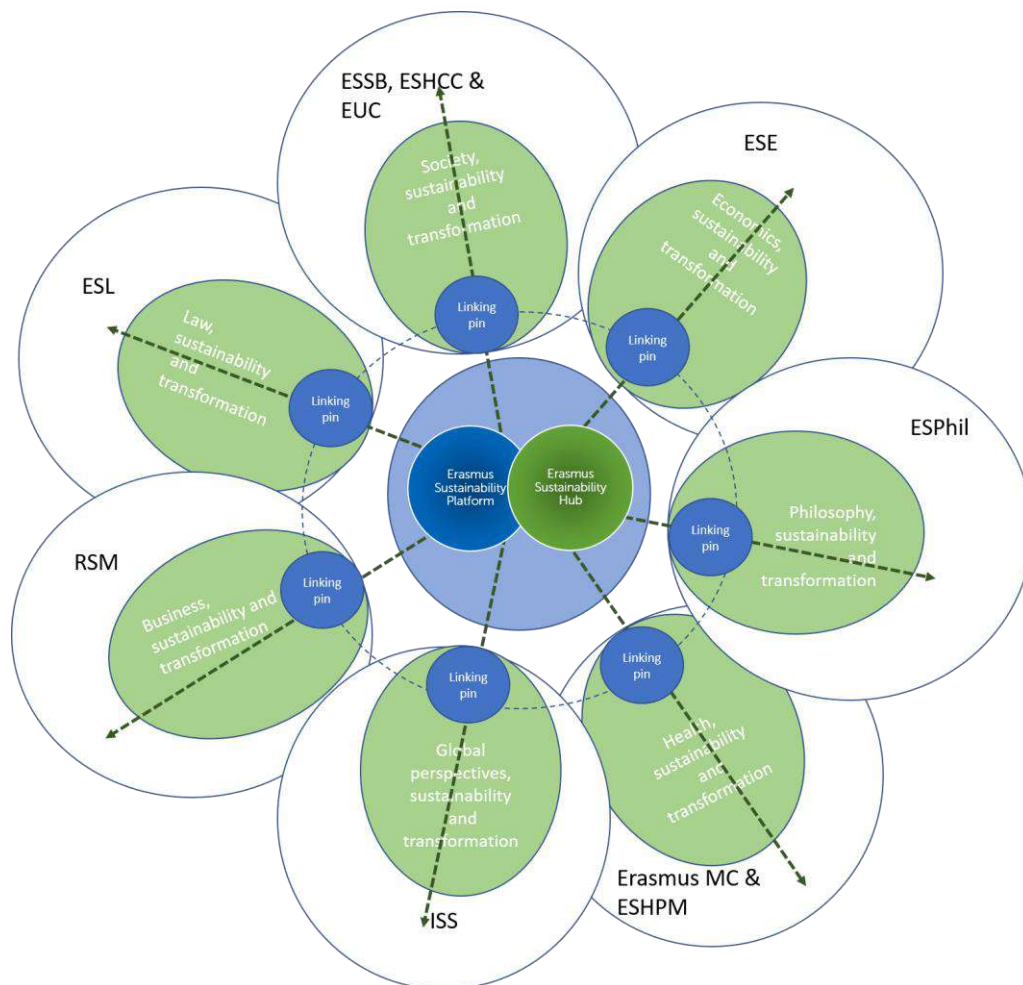 ESSB, ESHCC &
EUC
Society,
sustainability
and
transformation
Linking
pin
ESE
Economics,
sustainability
and
transformation
Linking
pin
ESL
Law,
sustainability
and
transformation
Linking
pin
Erasmus
Sustainability
Platform
Erasmus
Sustainability
Hub
ESPhil
Philosophy,
sustainability
and
transformation
Linking
pin
RSM
Business,
sustainability and
transformation
Linking
pin
Linking
pin
Global
perspectives,
sustainability
and
transformation
ISS
Linking
pin
Health,
sustainability
and
transformation
Erasmus MC &
ESHPM